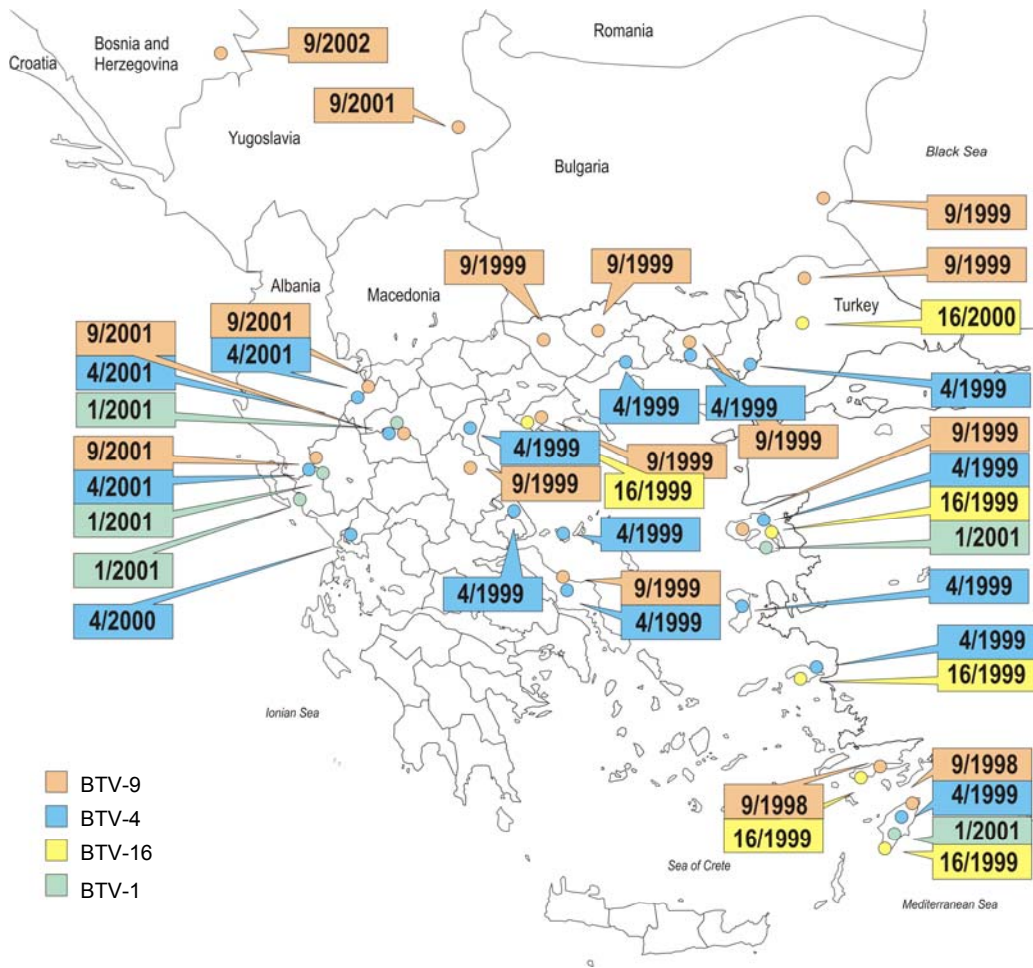 Romania
Bosnia and
Herzegovina
Croatia
9/2002
9/2001
Yugoslavia
Bulgaria
Black Sea
9/1999
9/1999
9/1999
9/1999
Albania
Macedonia
Turkey
16/2000
9/2001
4/2001
9/2001
4/2001
1/2001
4/1999
4/1999
4/1999
9/1999
9/1999
4/1999
16/1999
1/2001
9/2001
4/2001
1/2001
4/1999
9/1999
9/1999
16/1999
4/1999
1/2001
4/2000
4/1999
9/1999
4/1999
4/1999
4/1999
16/1999
Ionian Sea
BTV-9
BTV-4
BTV-16
BTV-1
9/1998
16/1999
9/1998
4/1999
1/2001
16/1999
Sea of Crete
Mediterranean Sea